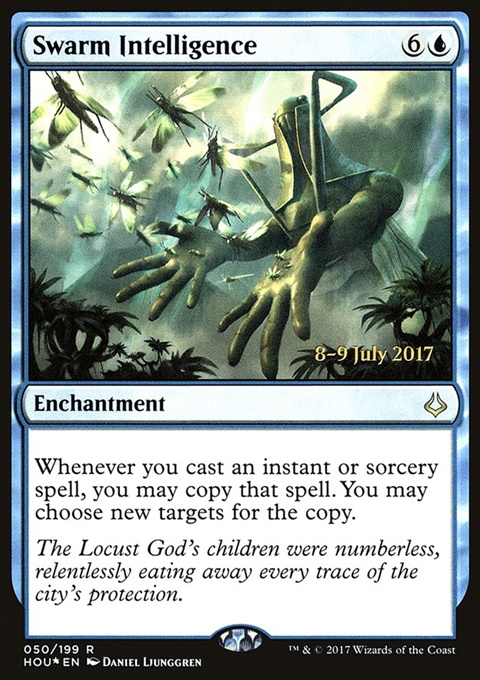 Swarm Intelligence 6
8–9 July 2017
Enchantment
Whenever you cast an instant or sorcery
spell, you may copy that spell. You may
choose new targets for the copy.
The Locust God's children were numberless,
relentlessly eating away every trace of the
city's protection.
050/199 R
HOU★EN Daniel Ljunggren
™ & © 2017 Wizards of the Coast